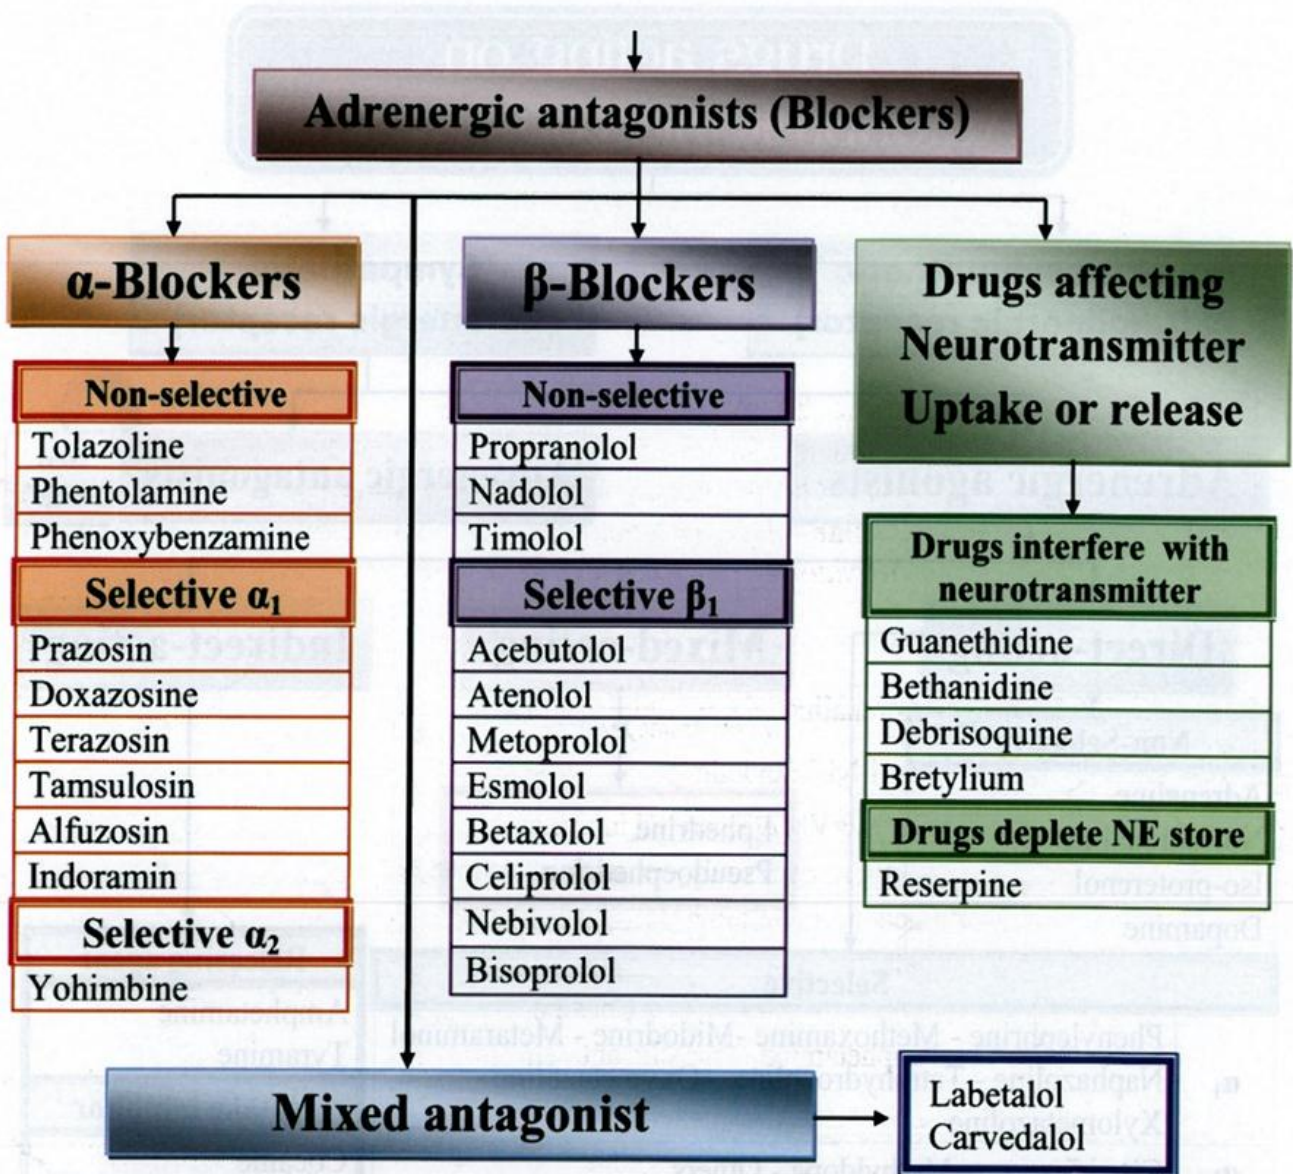 Adrenergic antagonists (Blockers)
α-Blockers
Non-selective
Tolazoline
Phentolamine
Phenoxybenzamine
Selective α₁
Prazosin
Doxazosine
Terazosin
Tamsulosin
Alfuzosin
Indoramin
Selective α₂
Yohimbine
β-Blockers
Non-selective
Propranolol
Nadolol
Timolol
Selective β₁
Acebutolol
Atenolol
Metoprolol
Esmolol
Betaxolol
Celiprolol
Nebivolol
Bisoprolol
Drugs affecting
Neurotransmitter
Uptake or release
Drugs interfere with
neurotransmitter
Guanethidine
Bethanidine
Debrisoquine
Bretylium
Drugs deplete NE store
Reserpine
Mixed antagonist
Labetalol
Carvedalol